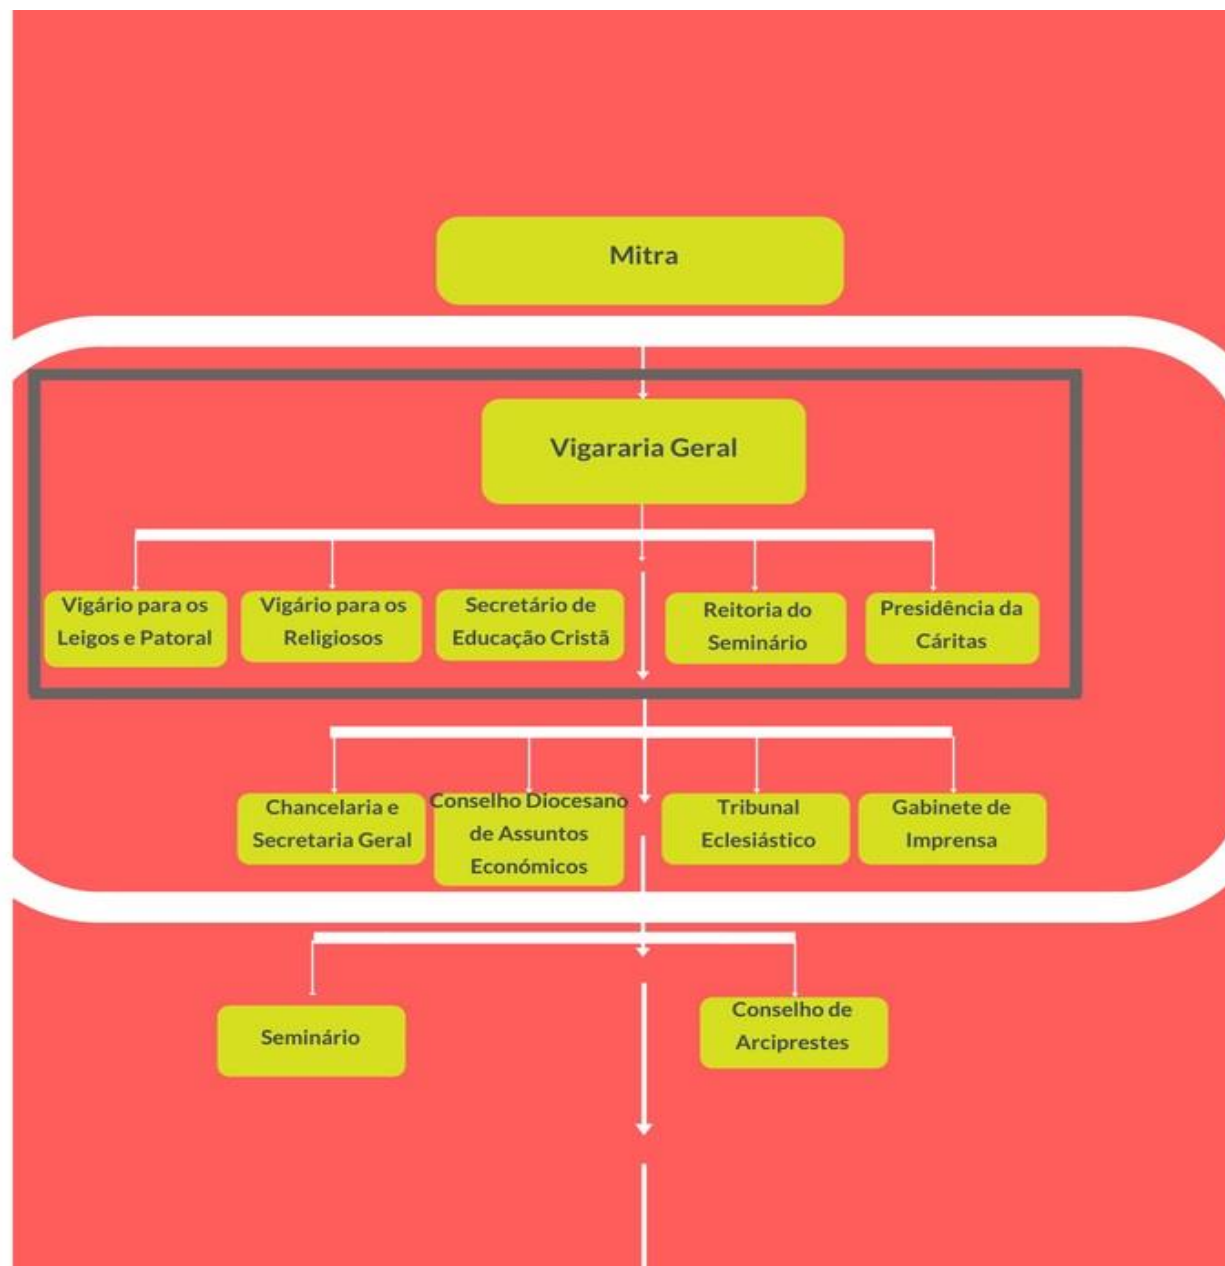 Mitra
Vigararia Geral
Vigário para os
Leigos e Patoral
Vigário para os
Religiosos
Secretário de
Educação Cristã
Reitoria do
Seminário
Presidência da
Cáritas
Chancelaria e
Secretaria Geral
Conselho Diocesano
de Assuntos
Económicos
Tribunal
Eclesiástico
Gabinete de
Imprensa
Seminário
Conselho de
Arciprestes